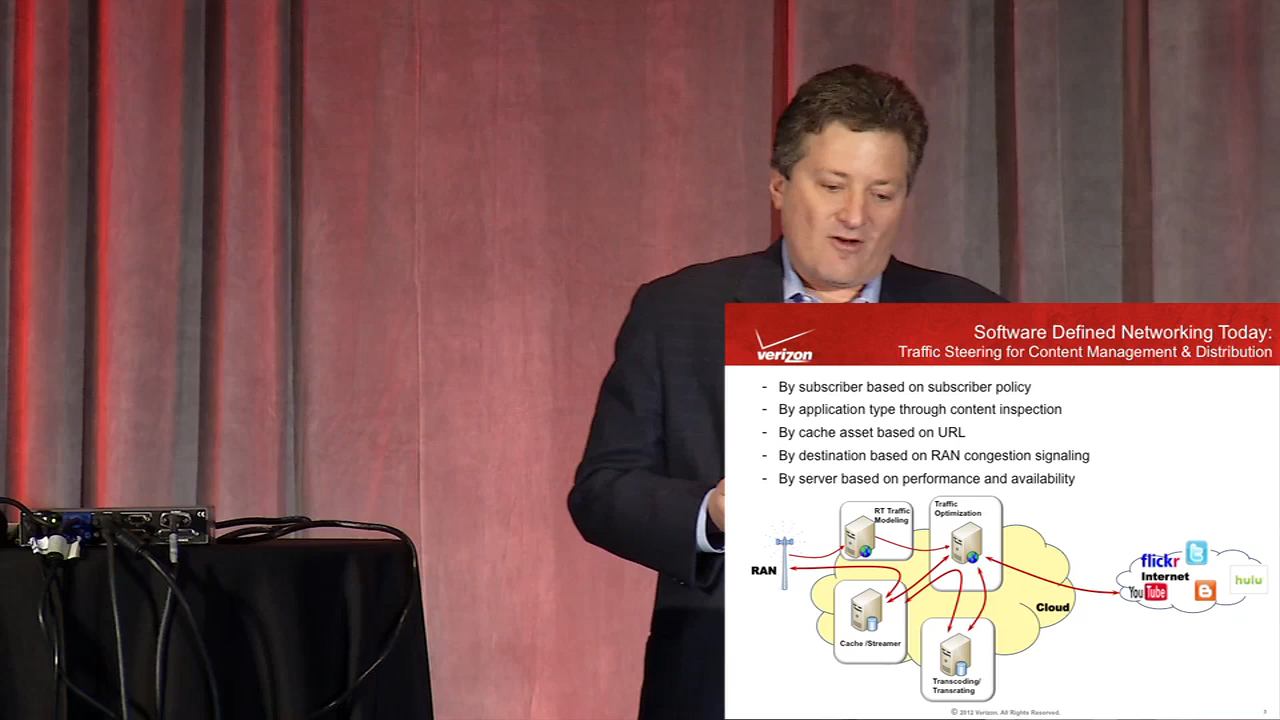 Software Defined Networking Today:
verizon
Traffic Steering for Content Management & Distribution
- By subscriber based on subscriber policy
- By application type through content inspection
- By cache asset based on URL
- By destination based on RAN congestion signaling
- By server based on performance and availability
RT Traffic
Modeling
Traffic
Optimization
RAN
flickr
Internet
YouTube
hulu
Cloud
Cache /Streamer
Transcoding/
Transrating
© 2012 Verizon. All Rights Reserved.
3